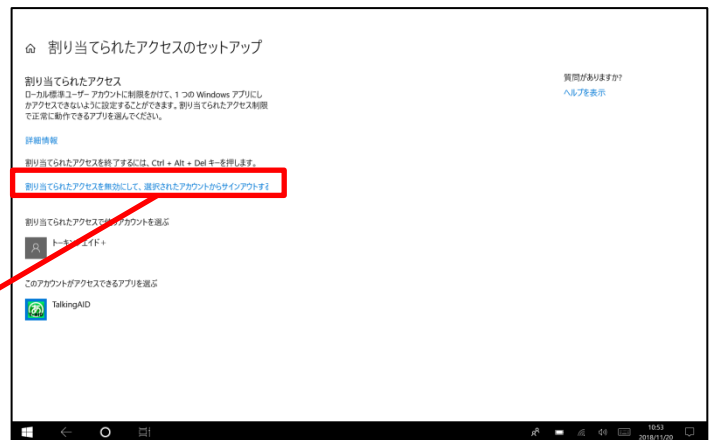 割り当てられたアクセスのセットアップ
割り当てられたアクセス
ローカル標準ユーザー アカウントに制限をかけて、1 つの Windows アプリにし
かアクセスできないように設定することができます。割り当てられたアクセス制限
で正常に動作できるアプリを選んでください。
詳細情報
割り当てられたアクセスを終了するには、Ctrl + Alt + Del キーを押します。
割り当てられたアクセスを無効にして、選択されたアカウントからサインアウトする
割り当てられたアクセスで使うアカウントを選ぶ
トーキングエイド+
このアカウントがアクセスできるアプリを選ぶ
TalkingAID
質問がありますか?
ヘルプを表示
10:53
2018/11/20